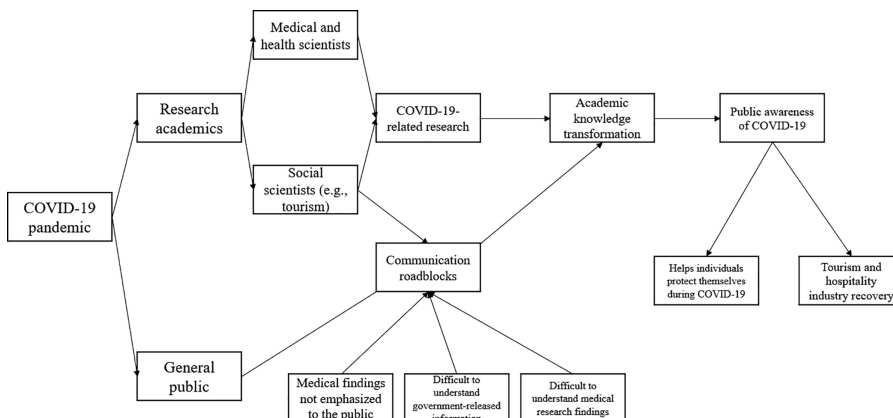 Medical and
health scientists
Research
academics
COVID-19-
related research
Academic
knowledge
transformation
Public awareness
of COVID-19
Social
scientists (e.g.,
tourism)
COVID-19
pandemic
Communication
roadblocks
Helps individuals
protect themselves
during COVID-19
Tourism and
hospitality
industry recovery
General
public
Medical findings
not emphasized
to the public
Difficult to
understand
government-released
information
Difficult to
understand medical
research findings